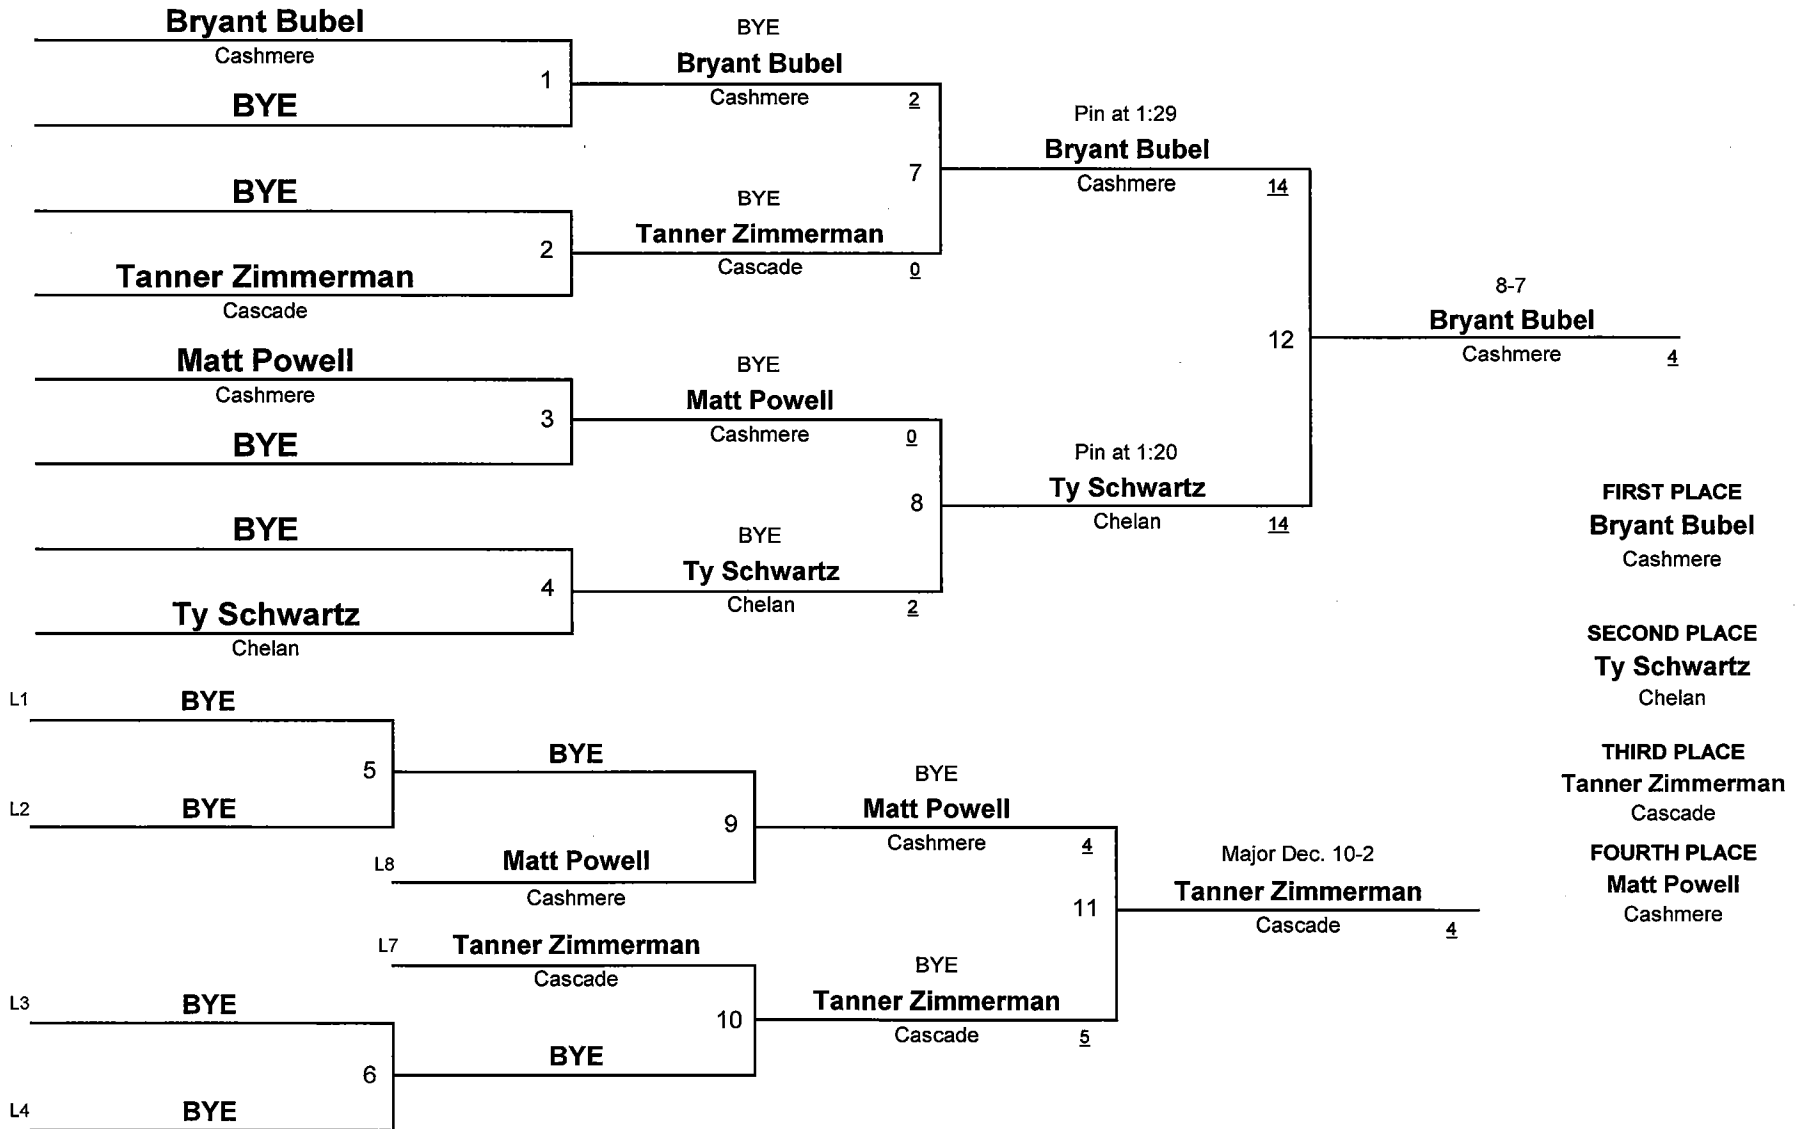 Bryant Bubel
Cashmere
1
BYE
BYE
2
Tanner Zimmerman
Cascade
Matt Powell
Cashmere
3
BYE
BYE
4
Ty Schwartz
Chelan
BYE
Bryant Bubel
Cashmere 2
7
BYE
Tanner Zimmerman
Cascade 0
BYE
Matt Powell
Cashmere 0
8
BYE
Ty Schwartz
Chelan 2
Pin at 1:29
Bryant Bubel
Cashmere 14
12
Pin at 1:20
Ty Schwartz
Chelan 14
8-7
Bryant Bubel
Cashmere 4
FIRST PLACE
Bryant Bubel
Cashmere
SECOND PLACE
Ty Schwartz
Chelan
THIRD PLACE
Tanner Zimmerman
Cascade
FOURTH PLACE
Matt Powell
Cashmere
L1 BYE
5
L2 BYE
BYE
9
L8 Matt Powell
Cashmere
L7 Tanner Zimmerman
Cascade
10
BYE
L3 BYE
6
L4 BYE
BYE
Matt Powell
Cashmere 4
11
BYE
Tanner Zimmerman
Cascade 5
Major Dec. 10-2
Tanner Zimmerman
Cascade 4